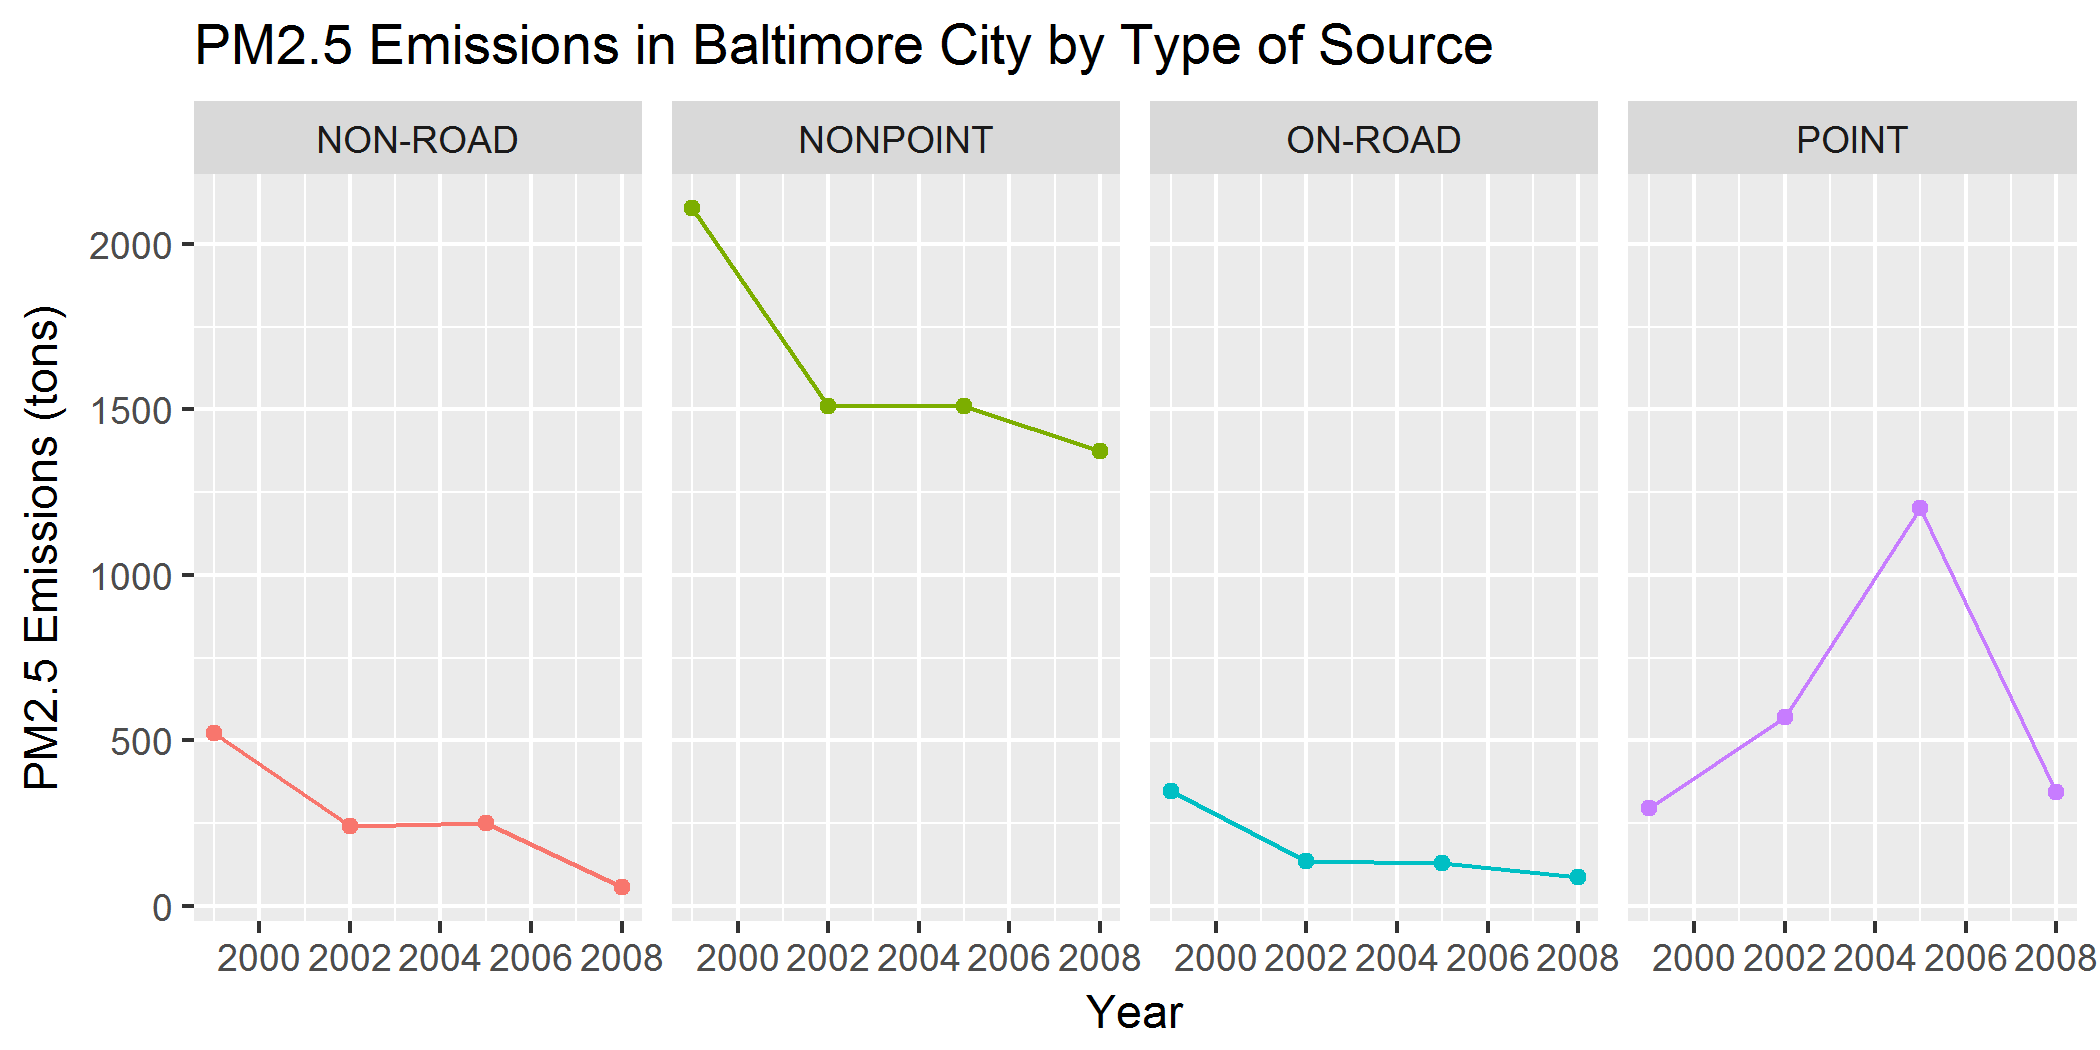 PM2.5 Emissions in Baltimore City by Type of Source
NON-ROAD NONPOINT ON-ROAD POINT
PM2.5 Emissions (tons)
2000
1500
1000
500
0
2000 2002 2004 2006 2008 2000 2002 2004 2006 2008 2000 2002 2004 2006 2008 2000 2002 2004 2006 2008
Year